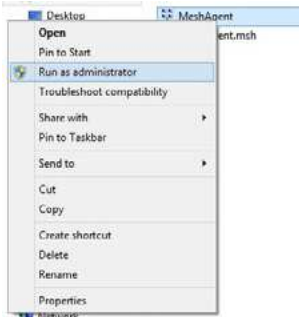 Desktop
MeshAgent
Open
ent.msh
Pin to Start
Run as administrator
Troubleshoot compatibility
Share with
Pin to Taskbar
Send to
Cut
Copy
Create shortcut
Delete
Rename
Properties